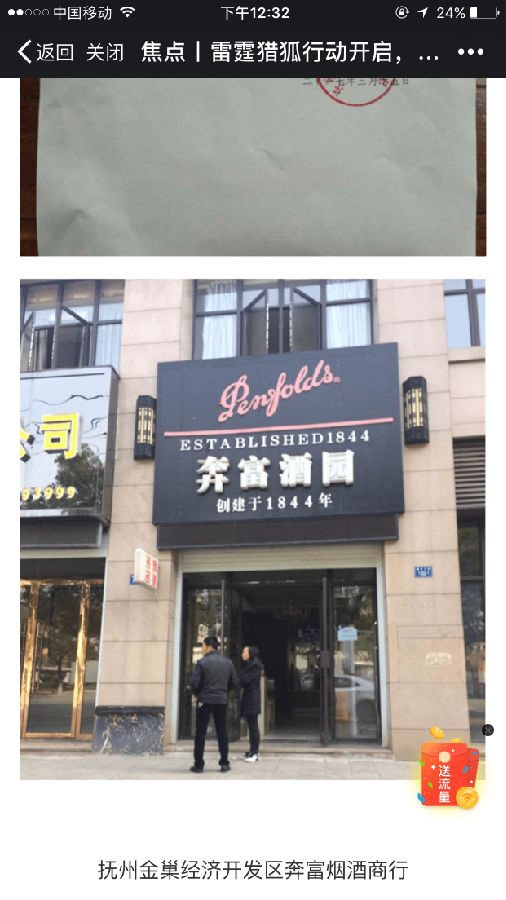 中国移动
下午12:32
24%
返回 关闭 焦点丨雷霆猎狐行动开启，...
Penfolds
ESTABLISHED1844
奔富酒园
创建于1844年
公司
93999
送流量
抚州金巢经济开发区奔富烟酒商行